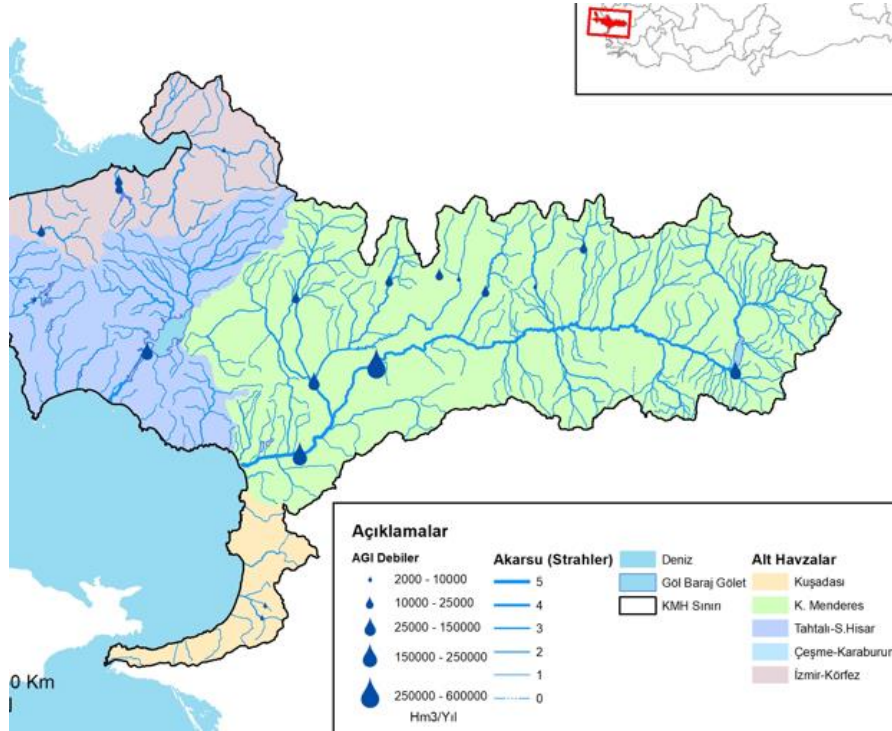 Açıklamalar
AGI Debiler
2000 - 10000
10000 - 25000
25000 - 150000
150000 - 250000
250000 - 600000
Hm3/Yıl
Akarsu (Strahler)
5
4
3
2
1
0
Deniz
Göl Baraj Gölet
KMH Sınırı
Alt Havzalar
Kuşadası
K. Menderes
Tahtalı-S.Hisar
Çeşme-Karaburur
İzmir-Körfez
0 Km